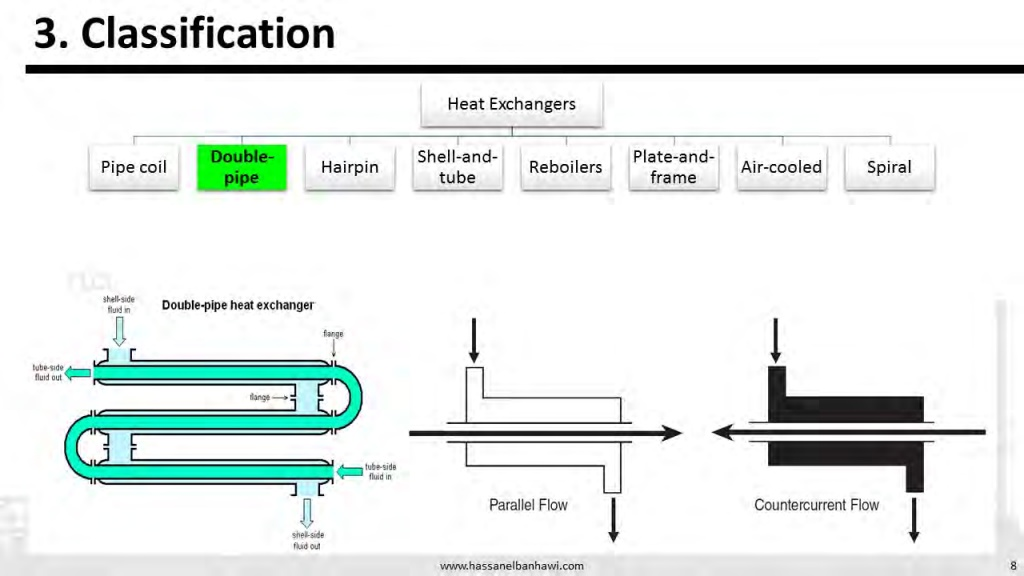 3. Classification
Heat Exchangers
Pipe coil
Double-
pipe
Hairpin
Shell-and-
tube
Reboilers
Plate-and-
frame
Air-cooled
Spiral
shell-side
fluid in
Double-pipe heat exchanger
flange
tube-side
fluid out
flange
tube-side
fluid in
shell-side
fluid out
Parallel Flow
Countercurrent Flow
www.hassanelbanhawi.com
8